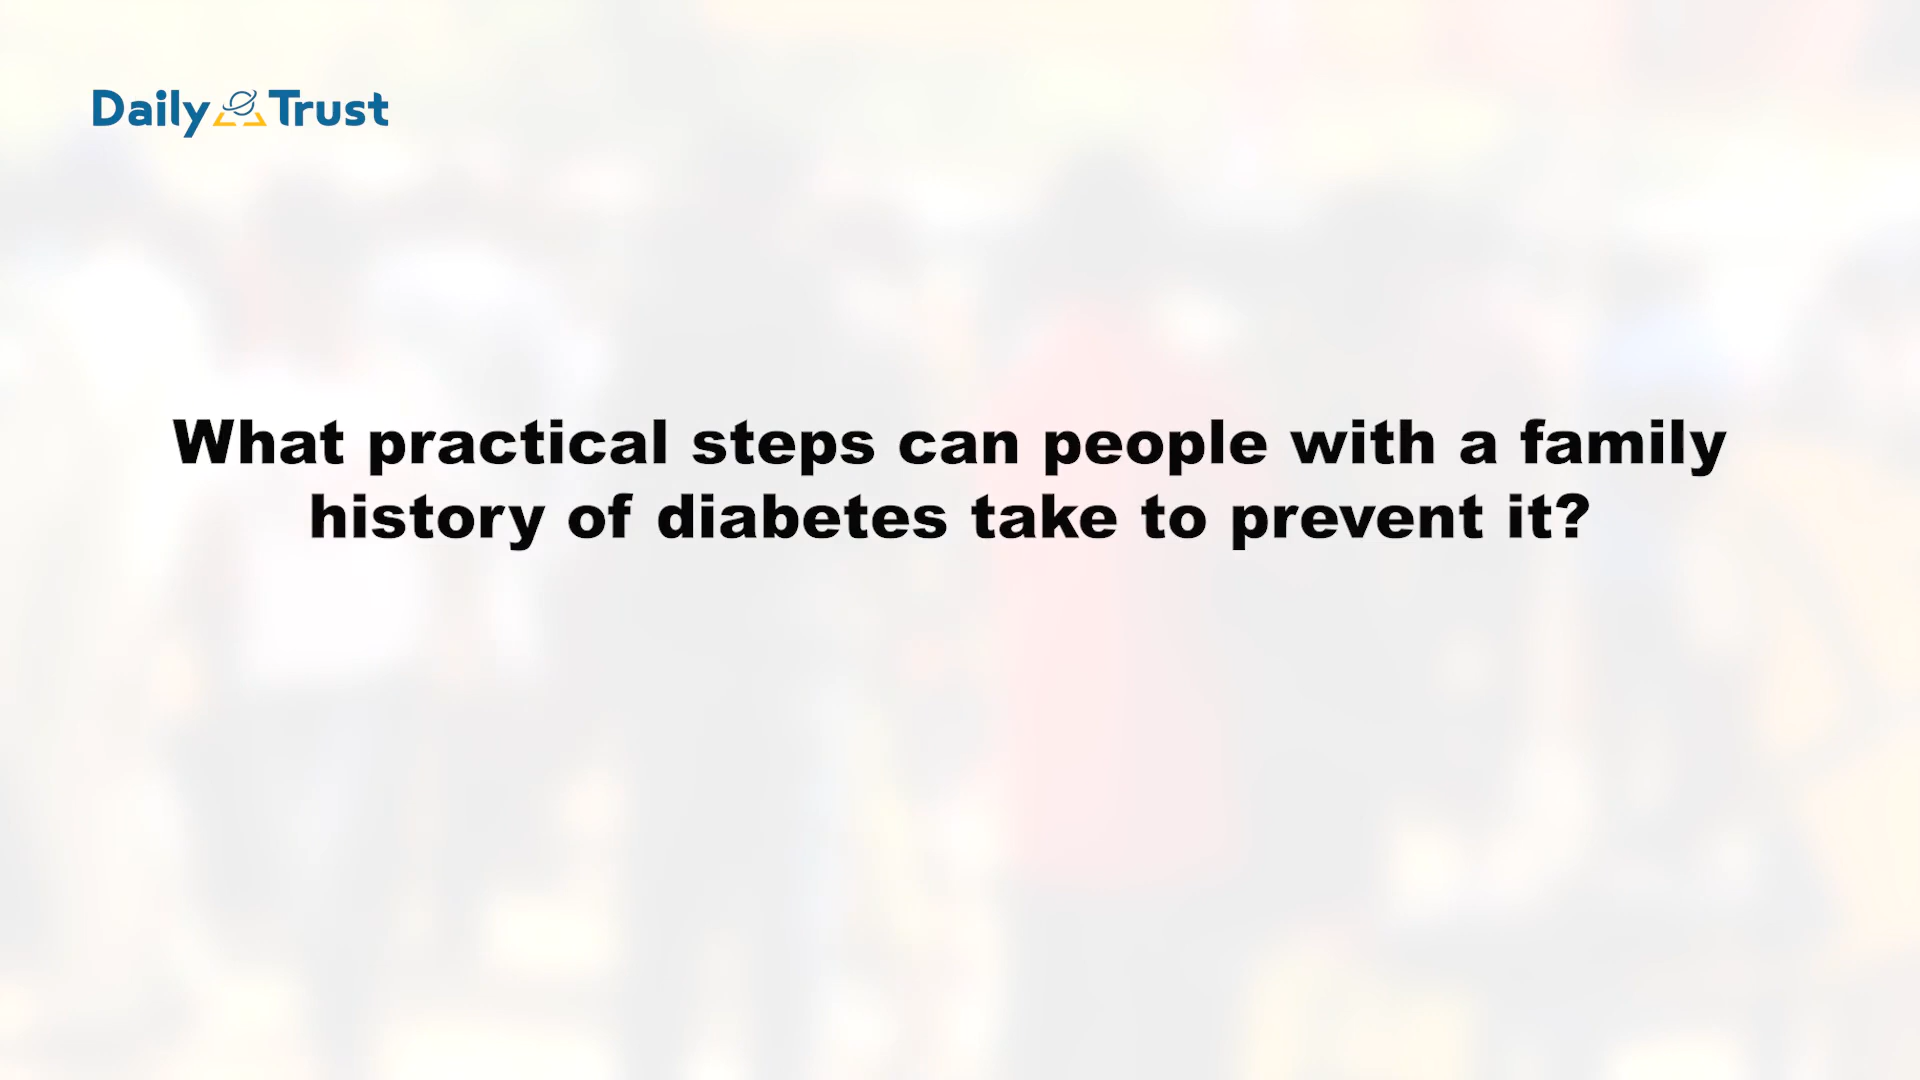 Daily Trust
What practical steps can people with a family
history of diabetes take to prevent it?